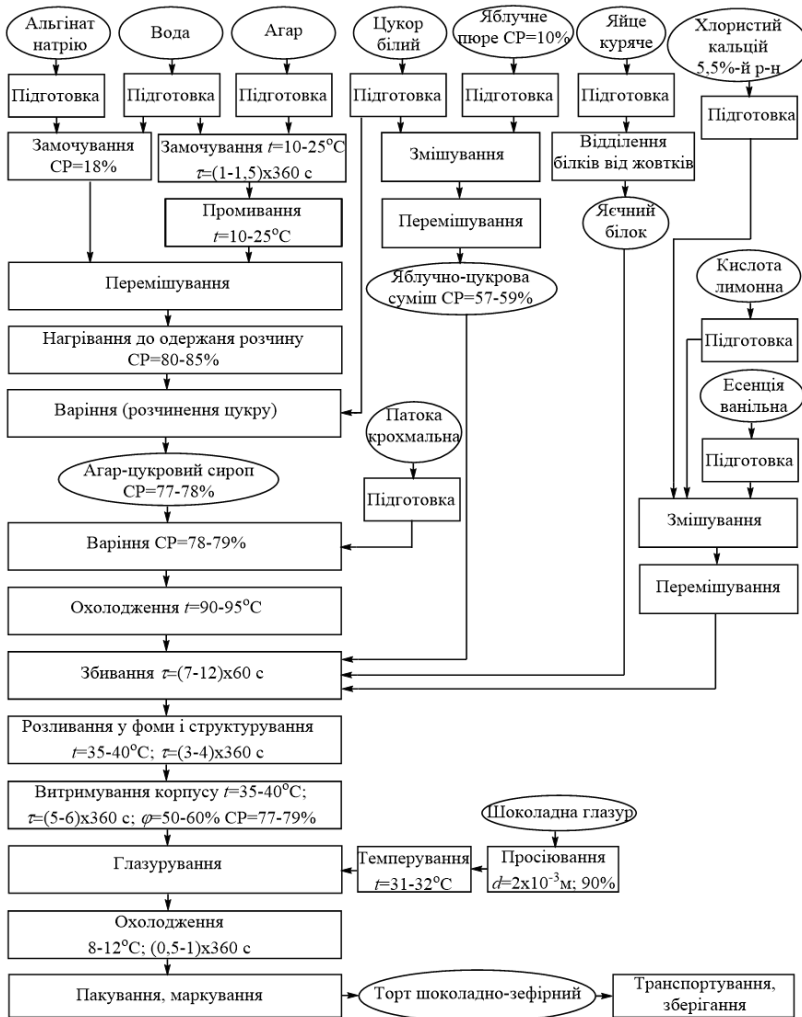 Альгінат
натрію
Вода
Агар
Цукор
білий
Яблучне
пюре СР=10%
Яйце
куряче
Хлористий
кальцій
5,5%-й р-н
Підготовка
Підготовка
Підготовка
Підготовка
Підготовка
Підготовка
Підготовка
Замочування
СР=18%
Замочування t=10-25°С
τ=(1-1,5)х360 с
Змішування
Відділення
білків від жовтків
Промивання
t=10-25°С
Перемішування
Яєчний
білок
Перемішування
Яблучно-цукрова
суміш СР=57-59%
Кислота
лимонна
Підготовка
Нагрівання до одержаня розчину
СР=80-85%
Есенція
ванільна
Варіння (розчинення цукру)
Патока
крохмальна
Підготовка
Агар-цукровий сироп
СР=77-78%
Підготовка
Змішування
Варіння СР=78-79%
Перемішування
Охолодження t=90-95°С
Збивання τ=(7-12)х60 с
Розливання у фоми і структурування
t=35-40°С; τ=(3-4)х360 с
Витримування корпусу t=35-40°С;
τ=(5-6)х360 с; φ=50-60% СР=77-79%
Шоколадна глазур
Глазурування
Темперування
t=31-32°С
Просіювання
d=2х10⁻³м; 90%
Охолодження
8-12°С; (0,5-1)х360 с
Пакування, маркування
Торт шоколадно-зефірний
Транспортування,
зберігання